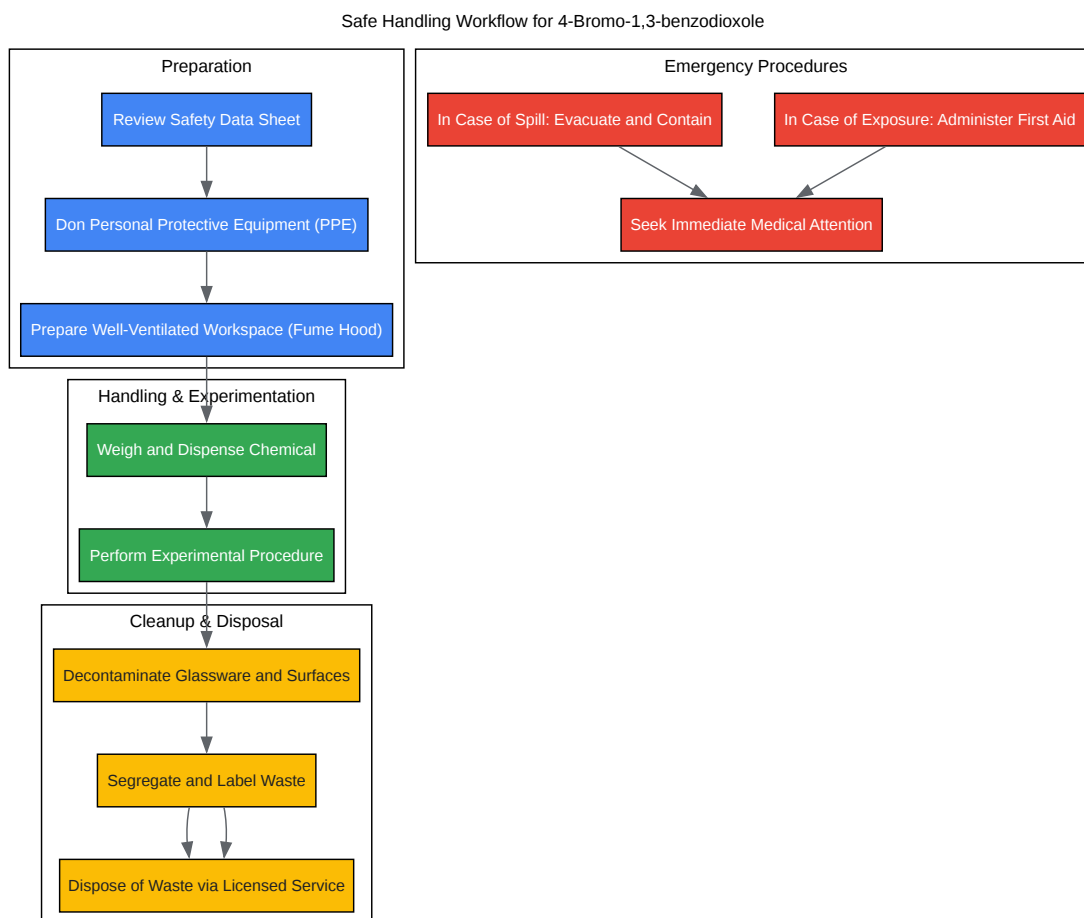 Safe Handling Workflow for 4-Bromo-1,3-benzodioxole
Preparation
Review Safety Data Sheet
Don Personal Protective Equipment (PPE)
Prepare Well-Ventilated Workspace (Fume Hood)
Handling & Experimentation
Weigh and Dispense Chemical
Perform Experimental Procedure
Cleanup & Disposal
Decontaminate Glassware and Surfaces
Segregate and Label Waste
Dispose of Waste via Licensed Service
Emergency Procedures
In Case of Spill: Evacuate and Contain
In Case of Exposure: Administer First Aid
Seek Immediate Medical Attention